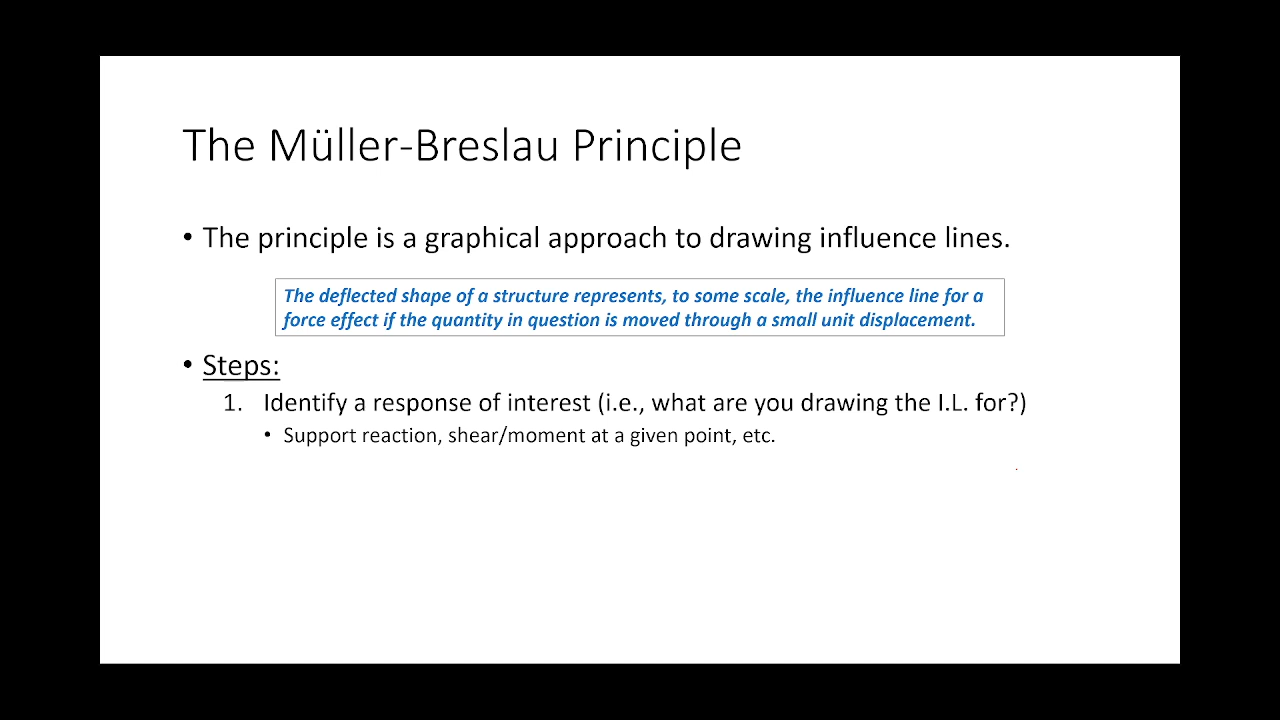 The Müller-Breslau Principle
• The principle is a graphical approach to drawing influence lines.
The deflected shape of a structure represents, to some scale, the influence line for a
force effect if the quantity in question is moved through a small unit displacement.
• Steps:
1. Identify a response of interest (i.e., what are you drawing the I.L. for?)
• Support reaction, shear/moment at a given point, etc.